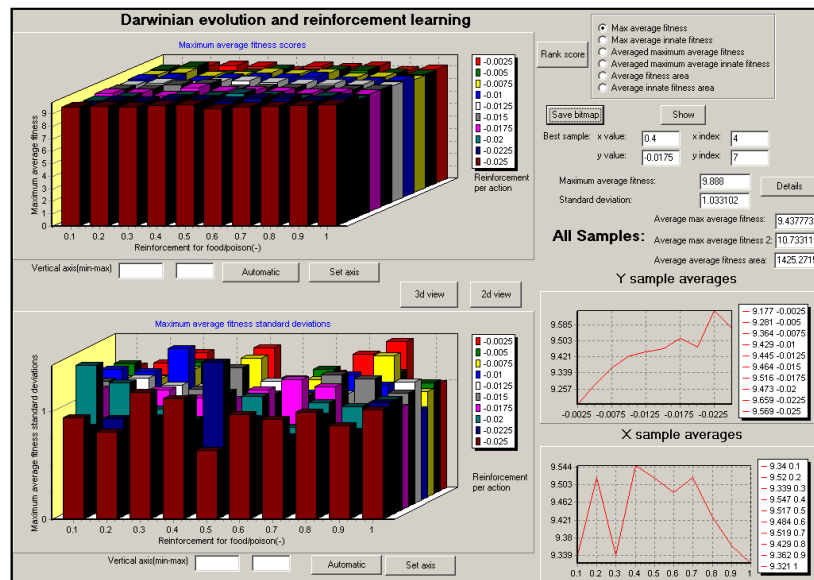 Darwinian evolution and reinforcement learning
Maximum average fitness scores
Maximum average fitness
9
8
7
6
5
4
3
2
1
0
0.1 0.2 0.3 0.4 0.5 0.6 0.7 0.8 0.9 1
Reinforcement for food/poison(-)
-0.0025
-0.005
-0.0075
-0.01
-0.0125
-0.015
-0.0175
-0.02
-0.0225
-0.025
Reinforcement
per action
Vertical axis(min-max)
Automatic
Set axis
3d view
2d view
Maximum average fitness standard deviations
Maximum average fitness standard deviations
1
0
0.1 0.2 0.3 0.4 0.5 0.6 0.7 0.8 0.9 1
Reinforcement for food/poison(-)
-0.0025
-0.005
-0.0075
-0.01
-0.0125
-0.015
-0.0175
-0.02
-0.0225
-0.025
Reinforcement
per action
Vertical axis(min-max)
Automatic
Set axis
Rank score
Max average fitness
Max average innate fitness
Averaged maximum average fitness
Averaged maximum average innate fitness
Average fitness area
Average innate fitness area
Save bitmap
Show
Best sample: x value: 0.4 x index: 4
y value: -0.0175 y index: 7
Maximum average fitness: 9.888
Standard deviation: 1.033102
Details
All Samples:
Average max average fitness: 9.437773
Average max average fitness 2: 10.73311
Average average fitness area: 1425.2715
Y sample averages
9.585
9.503
9.421
9.339
9.257
-0.0025 -0.0075 -0.0125 -0.0175 -0.0225
9.177 -0.0025
9.281 -0.005
9.364 -0.0075
9.429 -0.01
9.445 -0.0125
9.464 -0.015
9.516 -0.0175
9.473 -0.02
9.659 -0.0225
9.569 -0.025
X sample averages
9.544
9.503
9.462
9.421
9.38
9.339
0.1 0.2 0.3 0.4 0.5 0.6 0.7 0.8 0.9 1
9.34 0.1
9.52 0.2
9.339 0.3
9.547 0.4
9.517 0.5
9.484 0.6
9.519 0.7
9.429 0.8
9.362 0.9
9.321 1